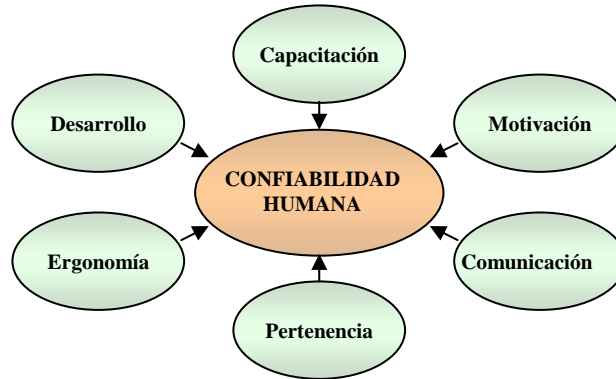 Capacitación
Desarrollo
Motivación
CONFIABILIDAD
HUMANA
Ergonomía
Comunicación
Pertenencia